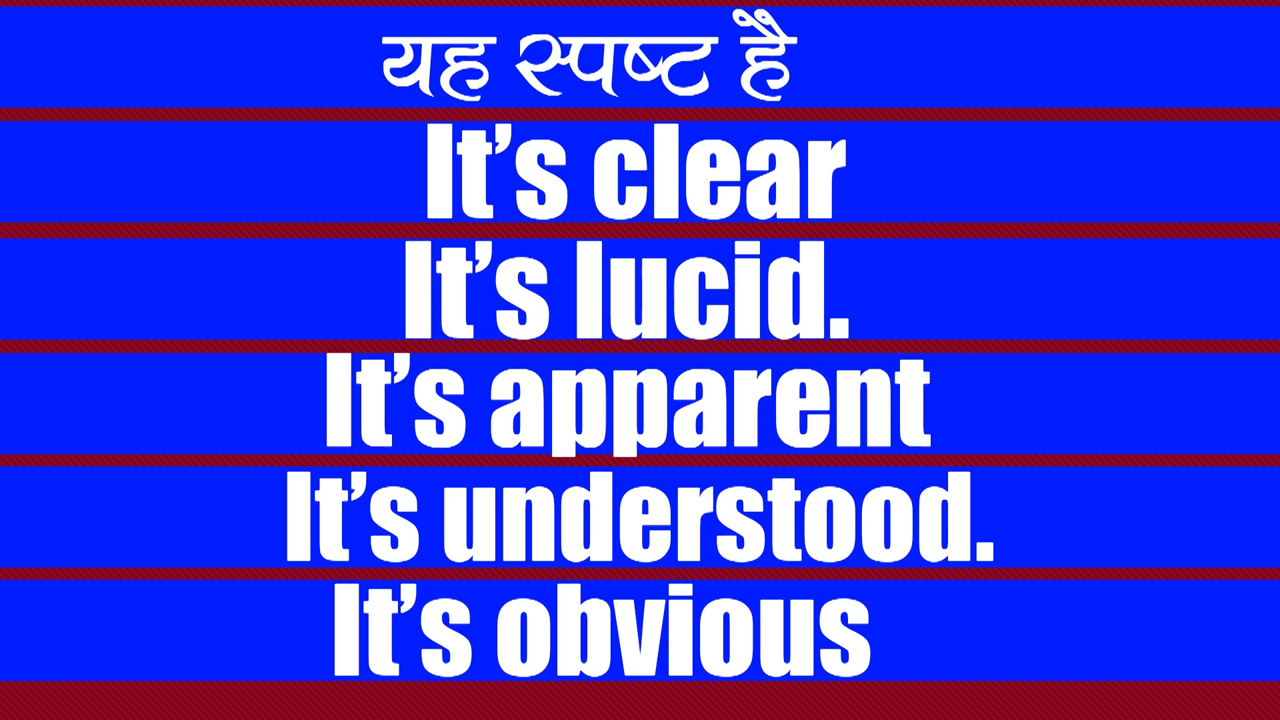 यह स्पष्ट है
It’s clear
It’s lucid.
It’s apparent
It’s understood.
It’s obvious